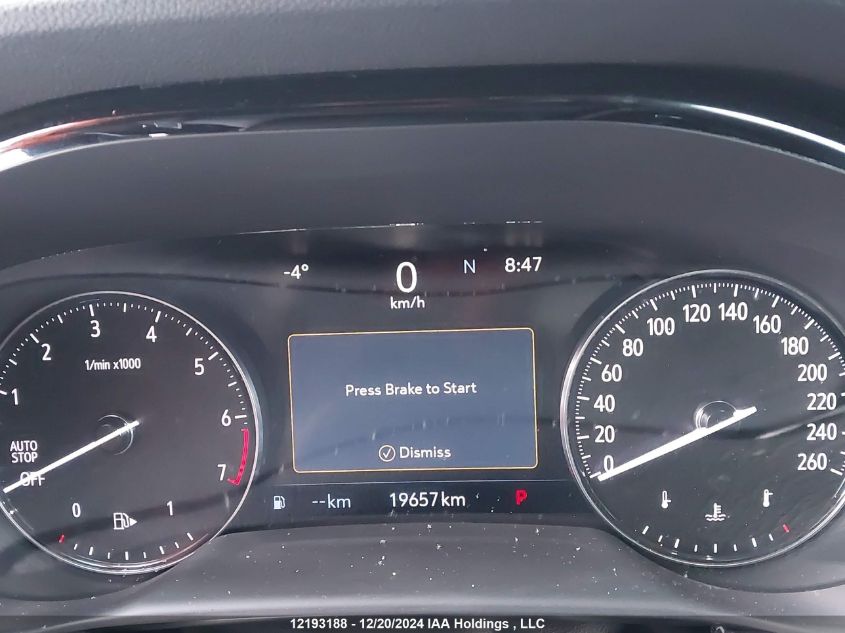 -4° 0 N 8:47
km/h
1 2 3 4 5 6 7
1/min x1000
AUTO
STOP
OFF
0 1
Press Brake to Start
Dismiss
--km 19657 km P
0 20 40 60 80 100 120 140 160 180 200 220 240 260
12193188 - 12/20/2024 IAA Holdings , LLC